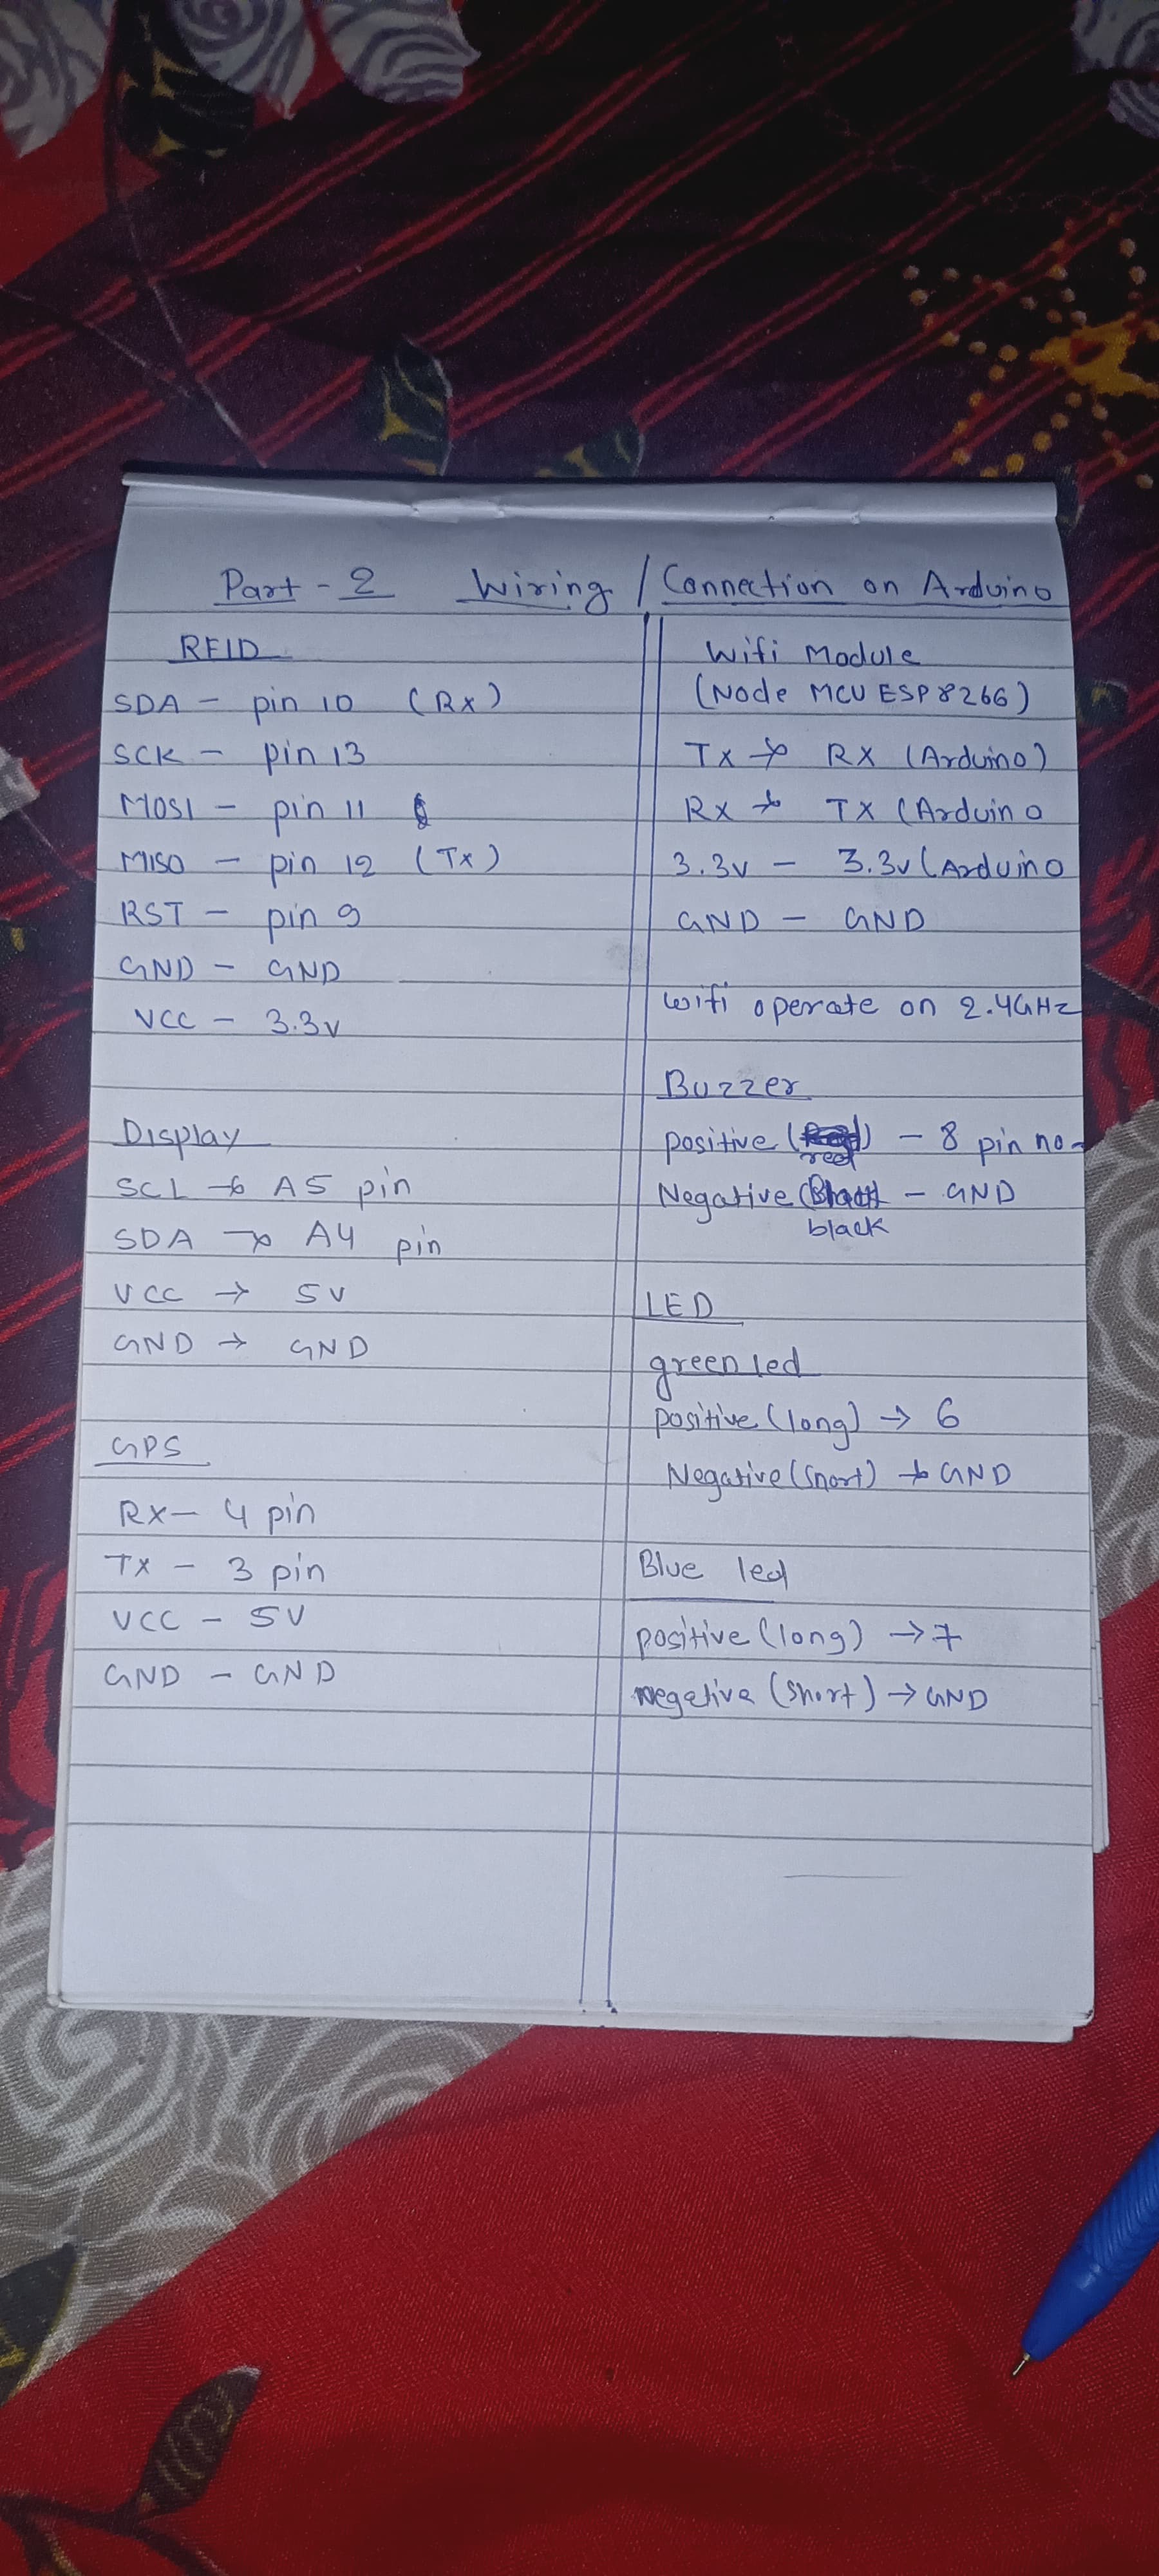 Part - 2 Wiring / Connection on Arduino
RFID
SDA - pin 10 (Rx)
SCK - pin 13
MOSI - pin 11
MISO - pin 12 (Tx)
RST - pin 9
GND - GND
VCC - 3.3v
Display
SCL → A5 pin
SDA → A4 pin
VCC → 5v
GND → GND
GPS
Rx - 4 pin
Tx - 3 pin
VCC - 5V
GND - GND
Wifi Module
(Node MCU ESP8266)
Tx → RX (Arduino)
Rx → TX (Arduino
3.3v - 3.3v (Arduino
GND - GND
wifi operate on 2.4GHz
Buzzer
positive (red) - 8 pin no-
Negative (Black - GND
black
LED
green led
positive (long) → 6
Negative (short) → GND
Blue led
positive (long) → 7
negative (short) → GND